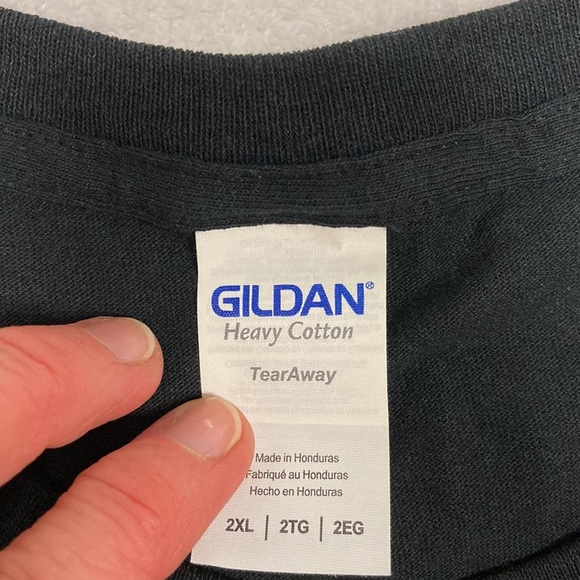 GILDAN®
Heavy Cotton
TearAway
Made in Honduras
Fabriqué au Honduras
Hecho en Honduras
2XL | 2TG | 2EG